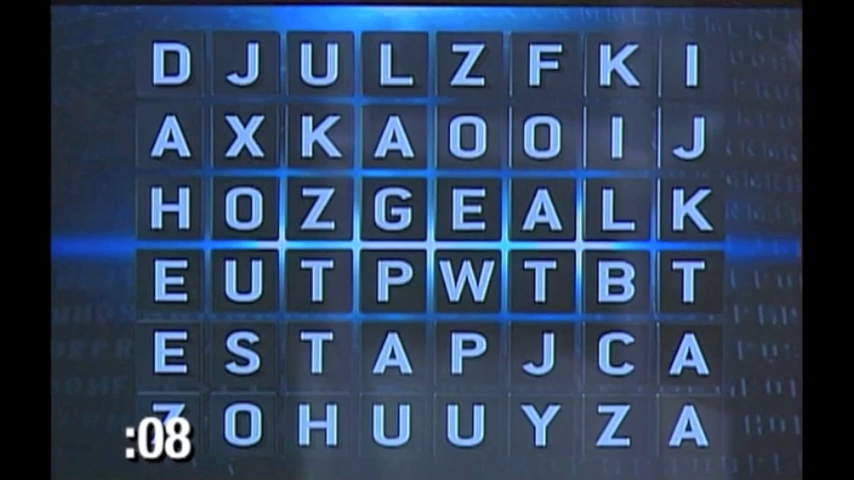 D J U L Z F K I
A X K A O O I J
H O Z G E A L K
E U T P W T B T
E S T A P J C A
Z O H U U Y Z A
:08